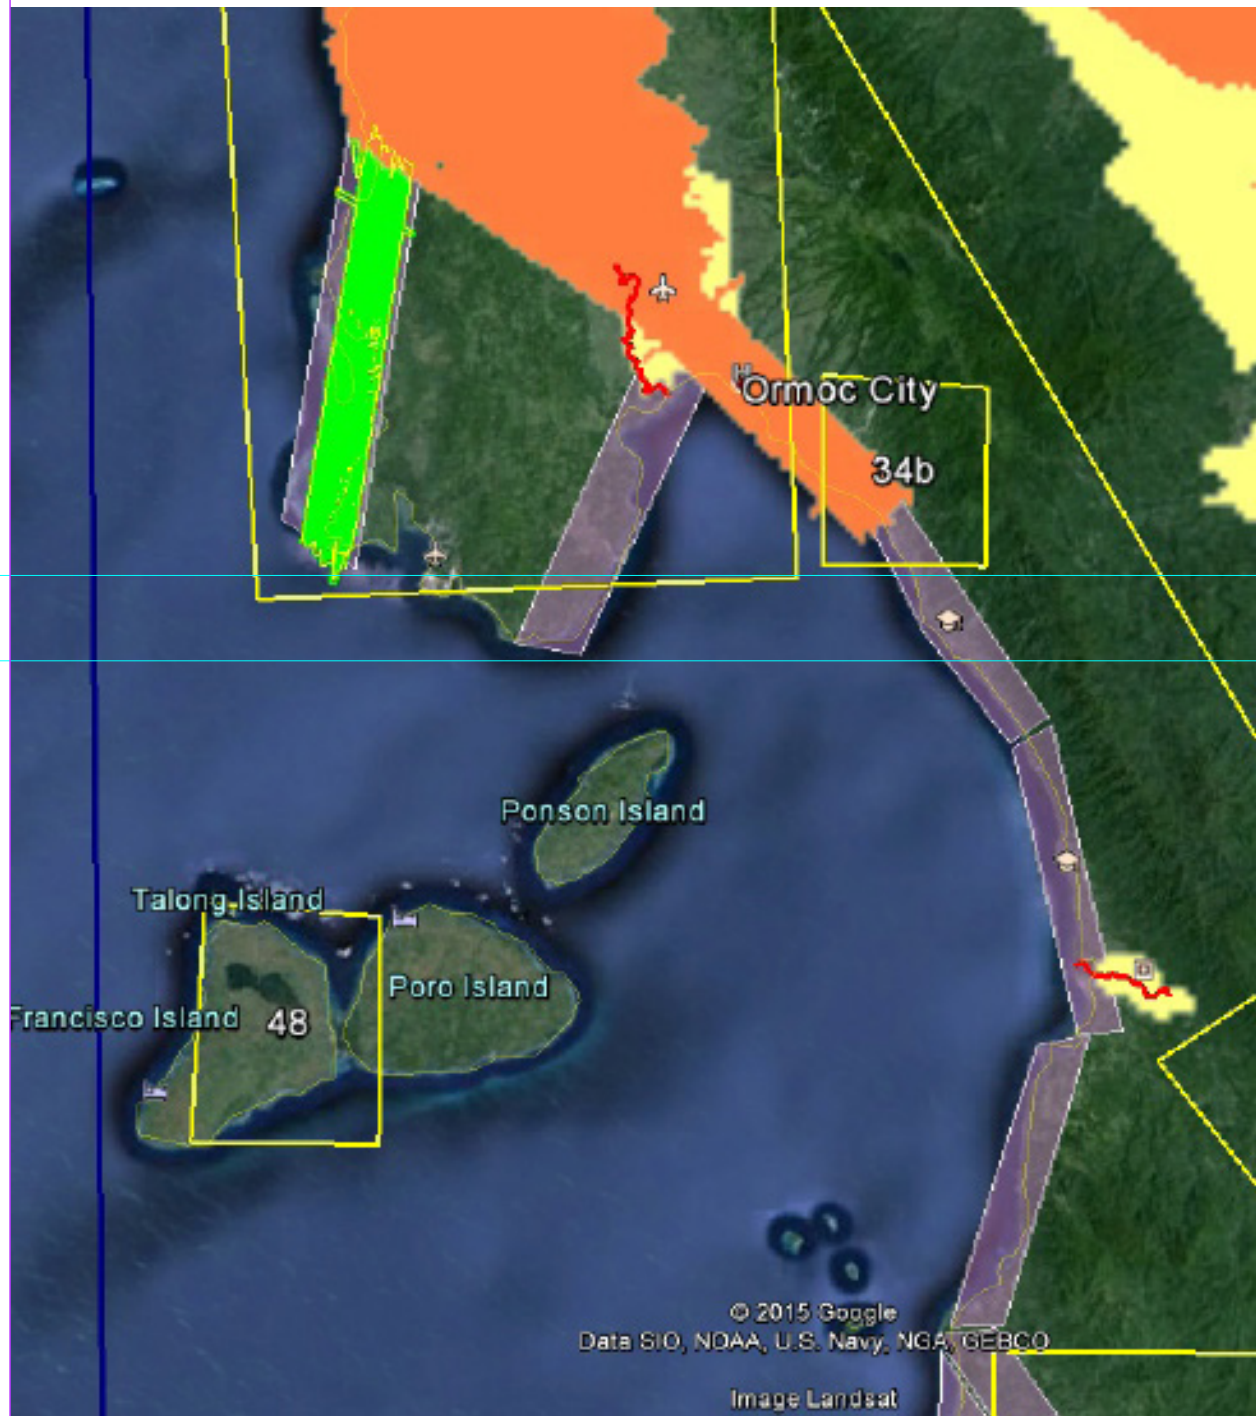 Ormoc City
34b
Ponson Island
Talong Island
Poro Island
Francisco Island
48
© 2015 Google
Data SIO, NOAA, U.S. Navy, NGA, GEBCO
Image Landsat